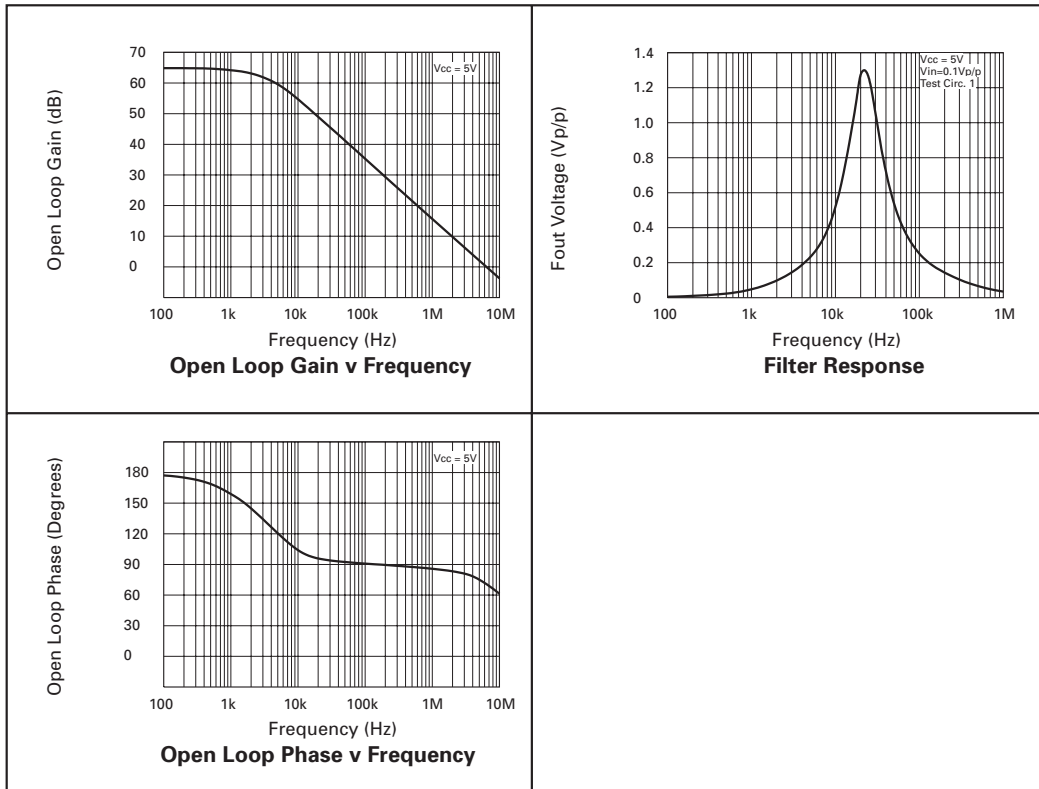 70
60
50
40
30
20
10
0
Open Loop Gain (dB)
Vcc = 5V
100 1k 10k 100k 1M 10M
Frequency (Hz)
Open Loop Gain v Frequency
1.4
1.2
1.0
0.8
0.6
0.4
0.2
0
Fout Voltage (Vp/p)
Vcc = 5V
Vin=0.1Vp/p
Test Circ. 1
100 1k 10k 100k 1M
Frequency (Hz)
Filter Response
180
150
120
90
60
30
0
Open Loop Phase (Degrees)
Vcc = 5V
100 1k 10k 100k 1M 10M
Frequency (Hz)
Open Loop Phase v Frequency